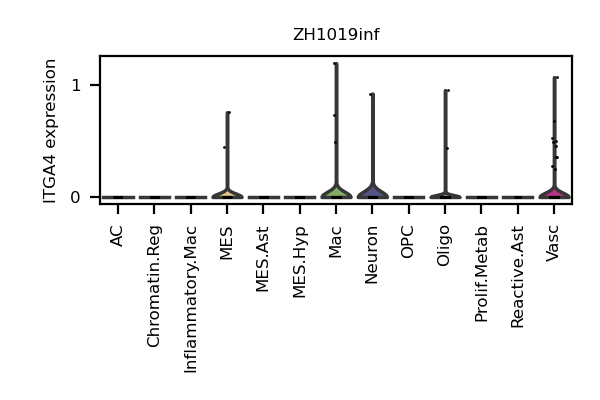 ZH1019inf
ITGA4 expression
1
0
AC
Chromatin.Reg
Inflammatory.Mac
MES
MES.Ast
MES.Hyp
Mac
Neuron
OPC
Oligo
Prolif.Metab
Reactive.Ast
Vasc